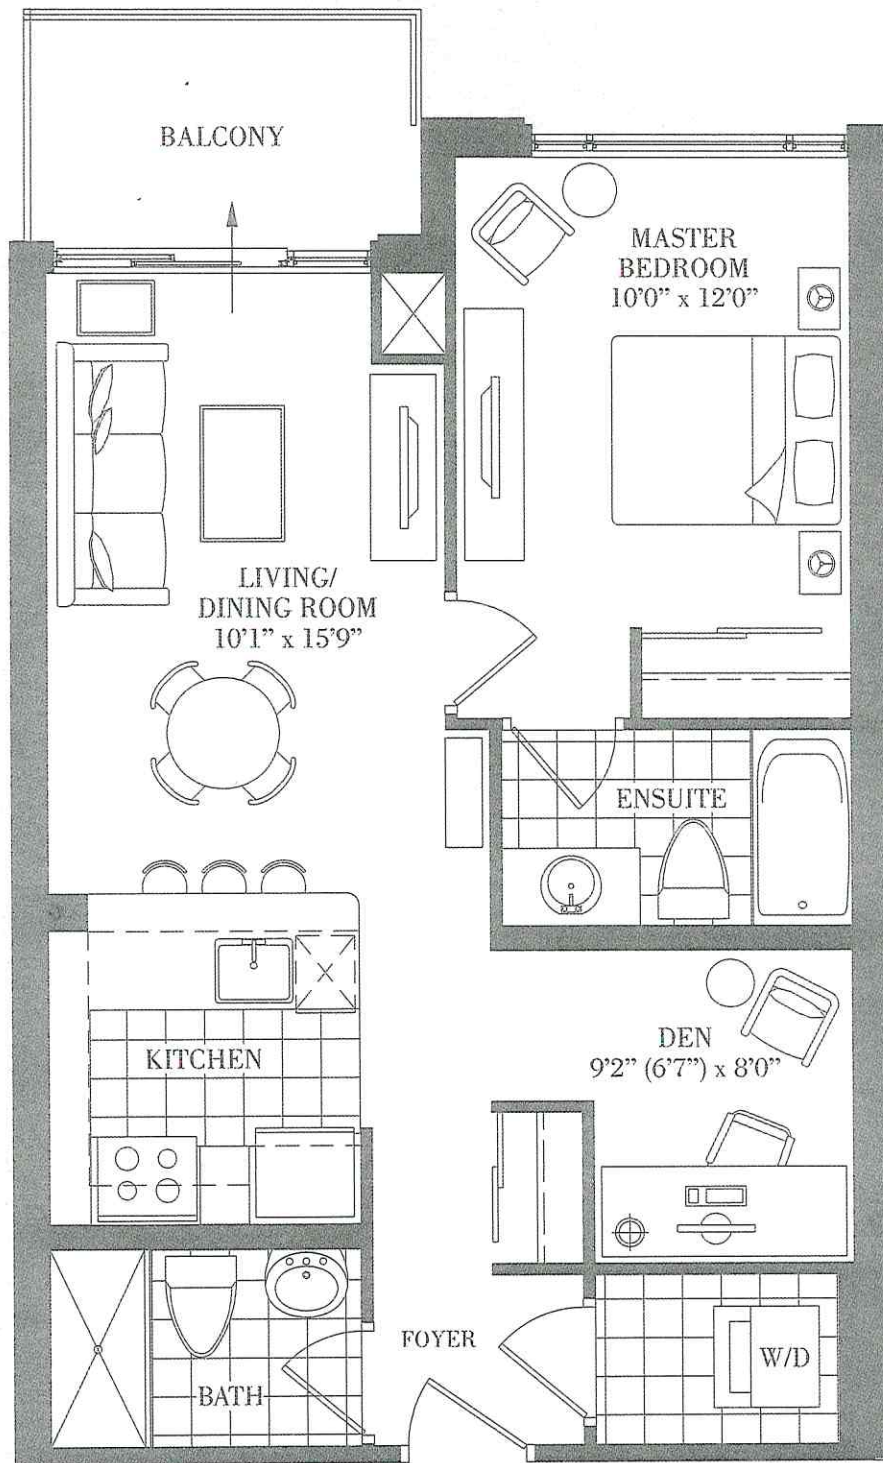 BALCONY
MASTER
BEDROOM
10'0" x 12'0"
LIVING/
DINING ROOM
10'1" x 15'9"
ENSUITE
KITCHEN
DEN
9'2" (6'7") x 8'0"
FOYER
W/D
BATH